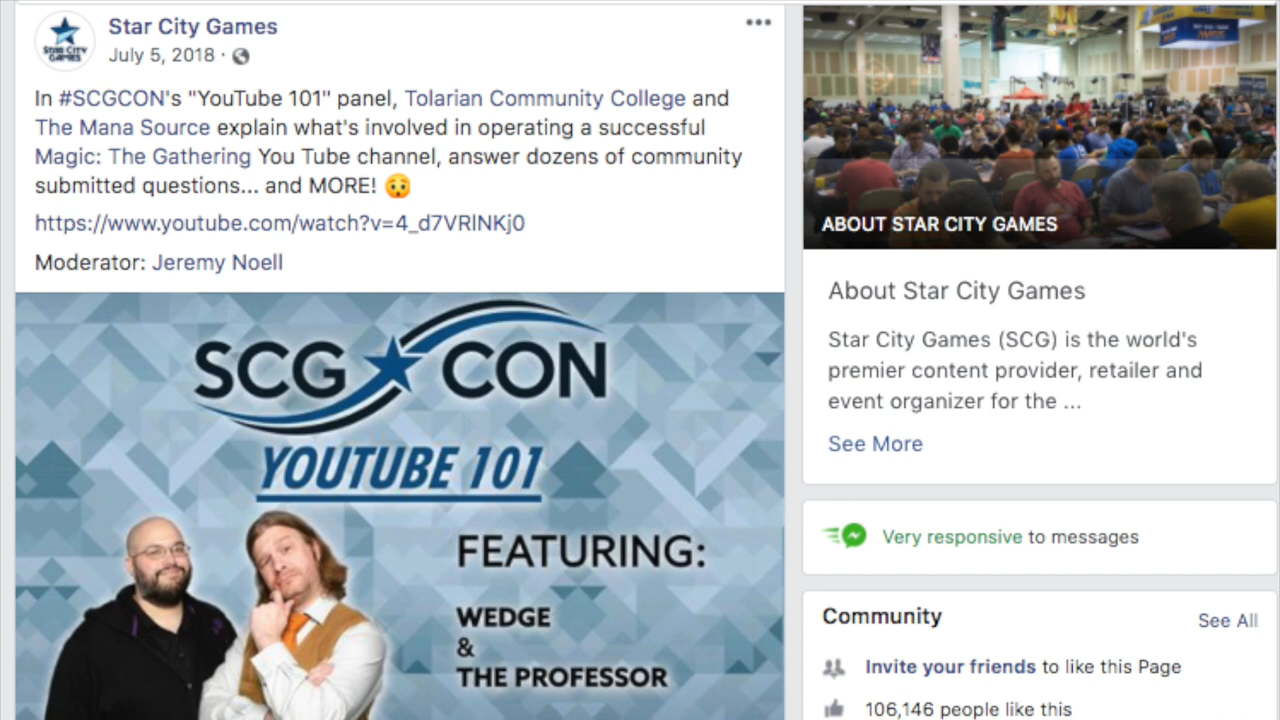 Star City Games
July 5, 2018 ·
In #SCGCON's "YouTube 101" panel, Tolarian Community College and
The Mana Source explain what's involved in operating a successful
Magic: The Gathering You Tube channel, answer dozens of community
submitted questions... and MORE! 😯
https://www.youtube.com/watch?v=4_d7VRlNKj0
Moderator: Jeremy Noell
STAR CITY
GAMES
SCG CON
YOUTUBE 101
FEATURING:
WEDGE
&
THE PROFESSOR
ABOUT STAR CITY GAMES
About Star City Games
Star City Games (SCG) is the world's
premier content provider, retailer and
event organizer for the ...
See More
Very responsive to messages
Community
See All
Invite your friends to like this Page
106,146 people like this